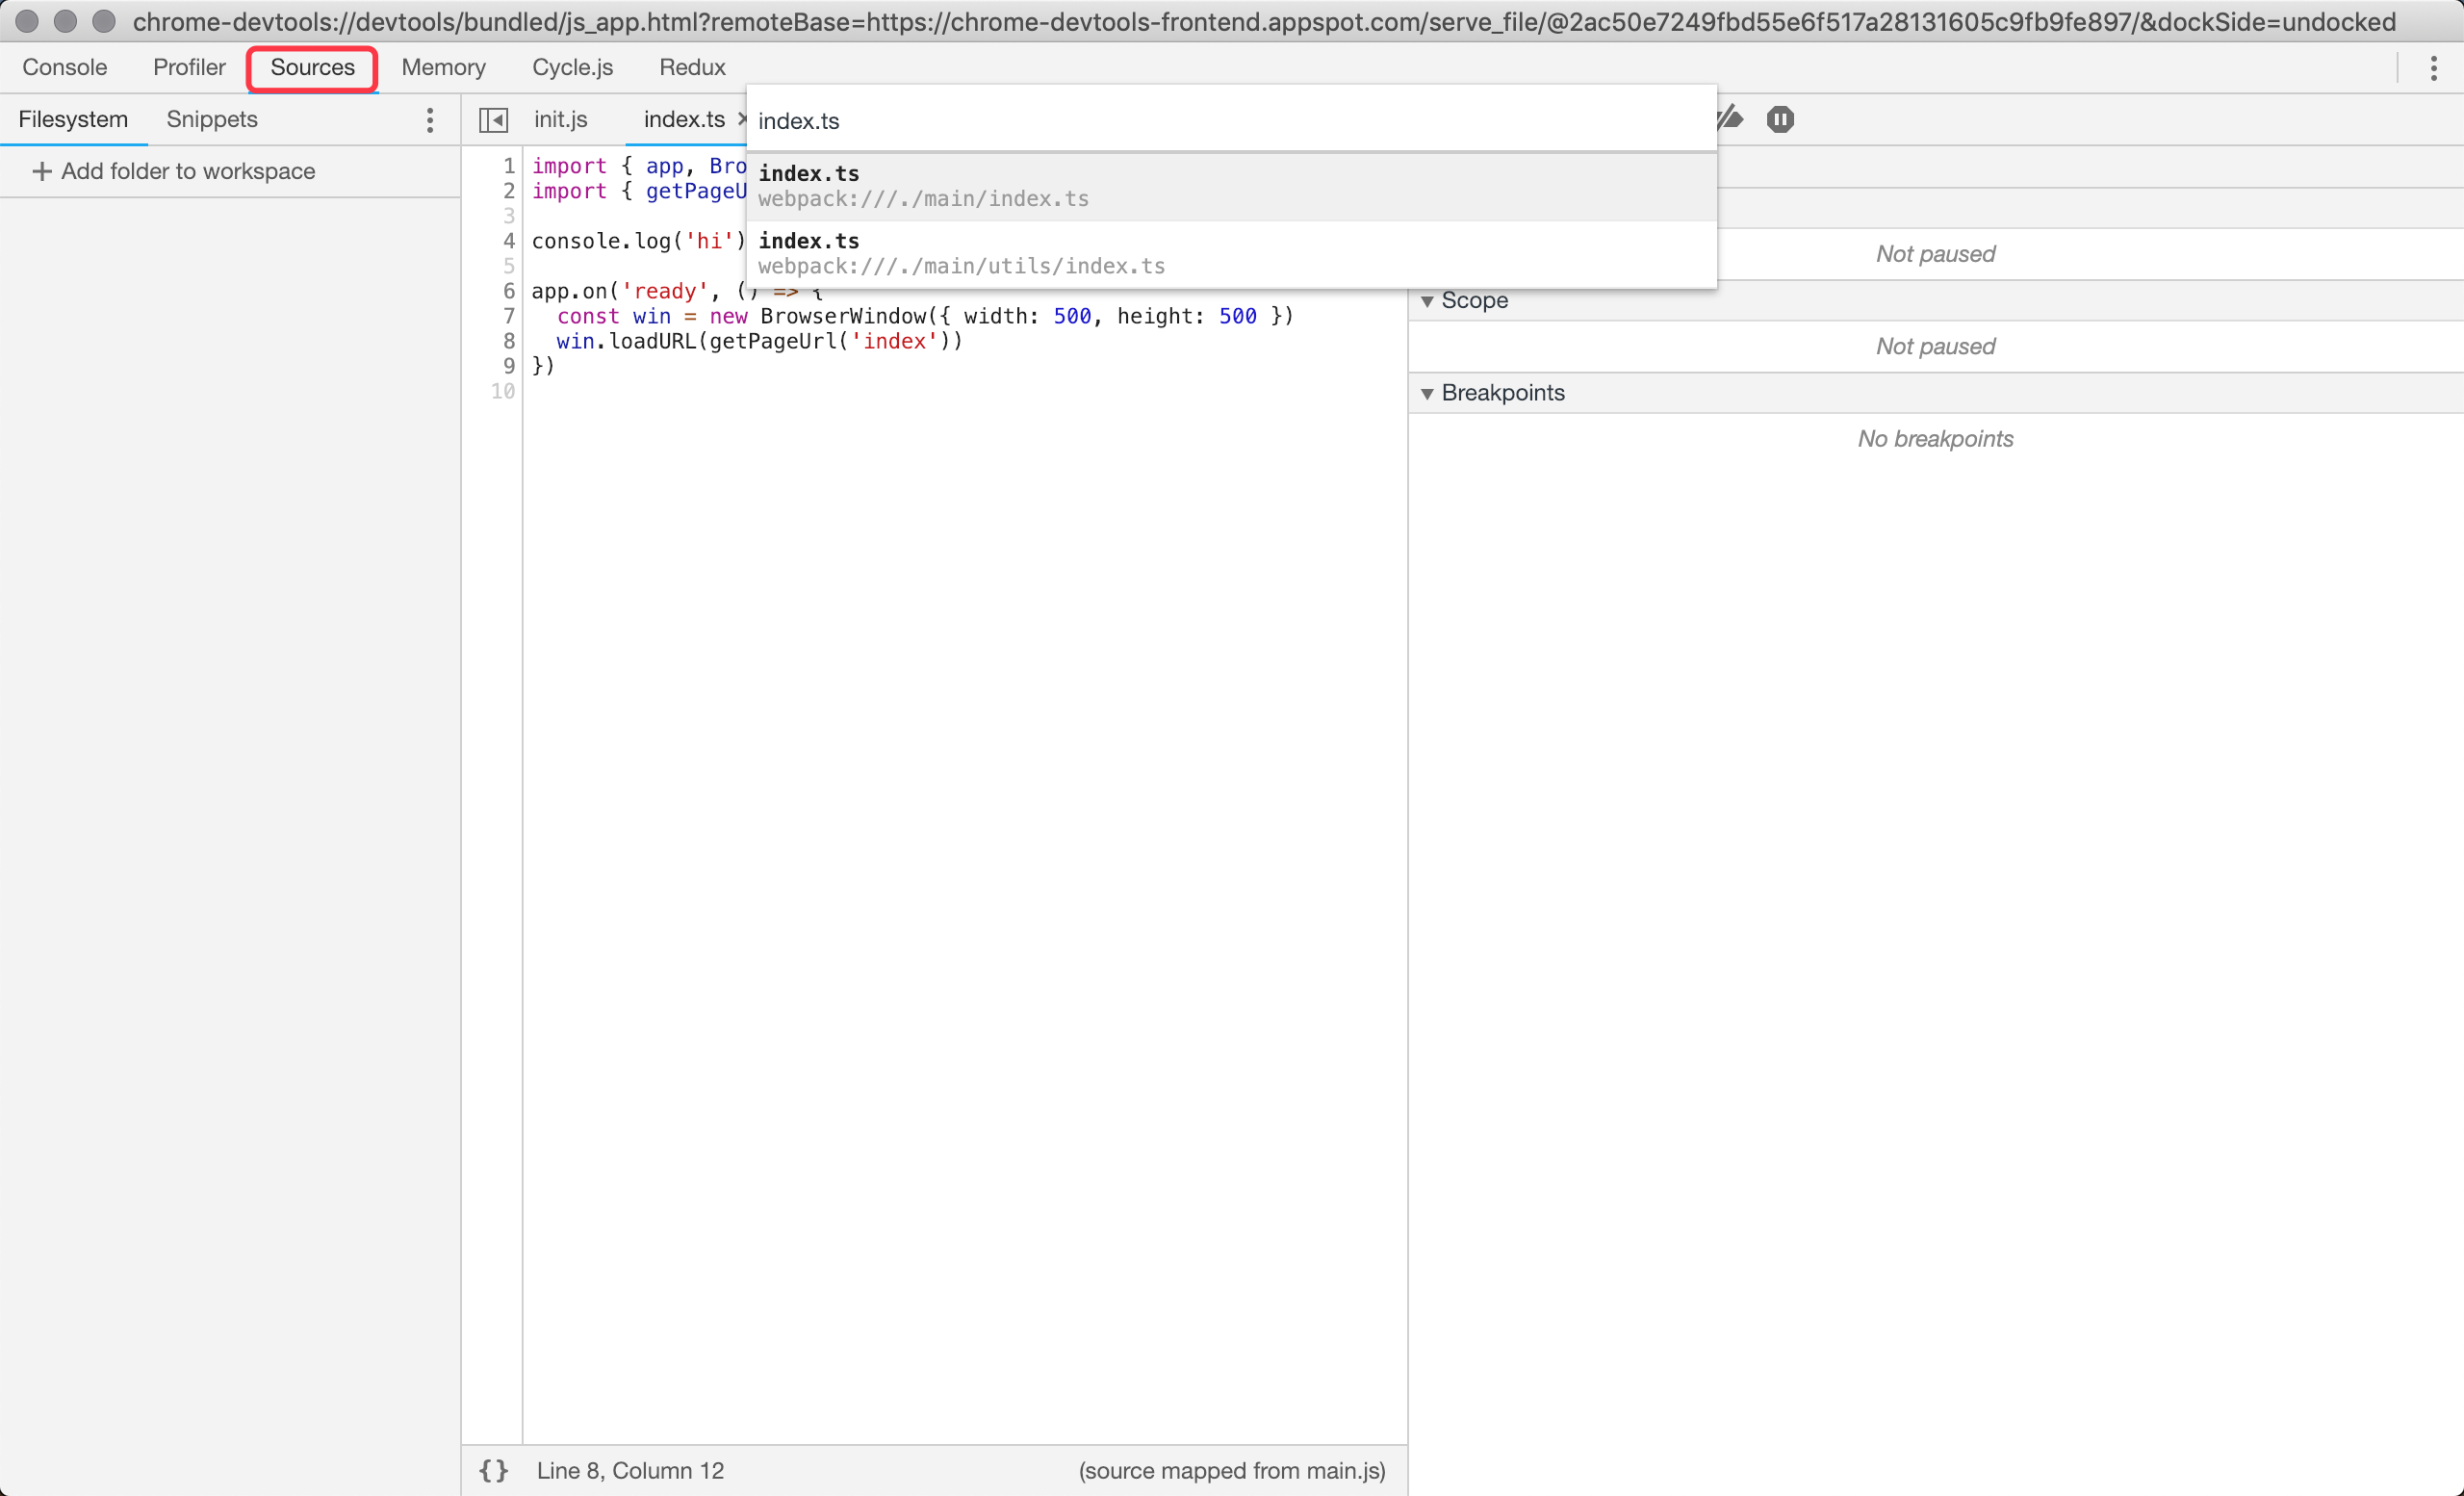 chrome-devtools://devtools/bundled/js_app.html?remoteBase=https://chrome-devtools-frontend.appspot.com/serve_file/@2ac50e7249fbd55e6f517a28131605c9fb9fe897/&dockSide=undocked
Console Profiler Sources Memory Cycle.js Redux
Filesystem Snippets
+ Add folder to workspace
init.js index.ts ×
index.ts
index.ts
webpack:///./main/index.ts
index.ts
webpack:///./main/utils/index.ts
1 import { app, Bro
2 import { getPageU
3
4 console.log('hi')
5
6 app.on('ready', () => {
7 const win = new BrowserWindow({ width: 500, height: 500 })
8 win.loadURL(getPageUrl('index'))
9 })
10
Not paused
▼ Scope
Not paused
▼ Breakpoints
No breakpoints
{} Line 8, Column 12 (source mapped from main.js)